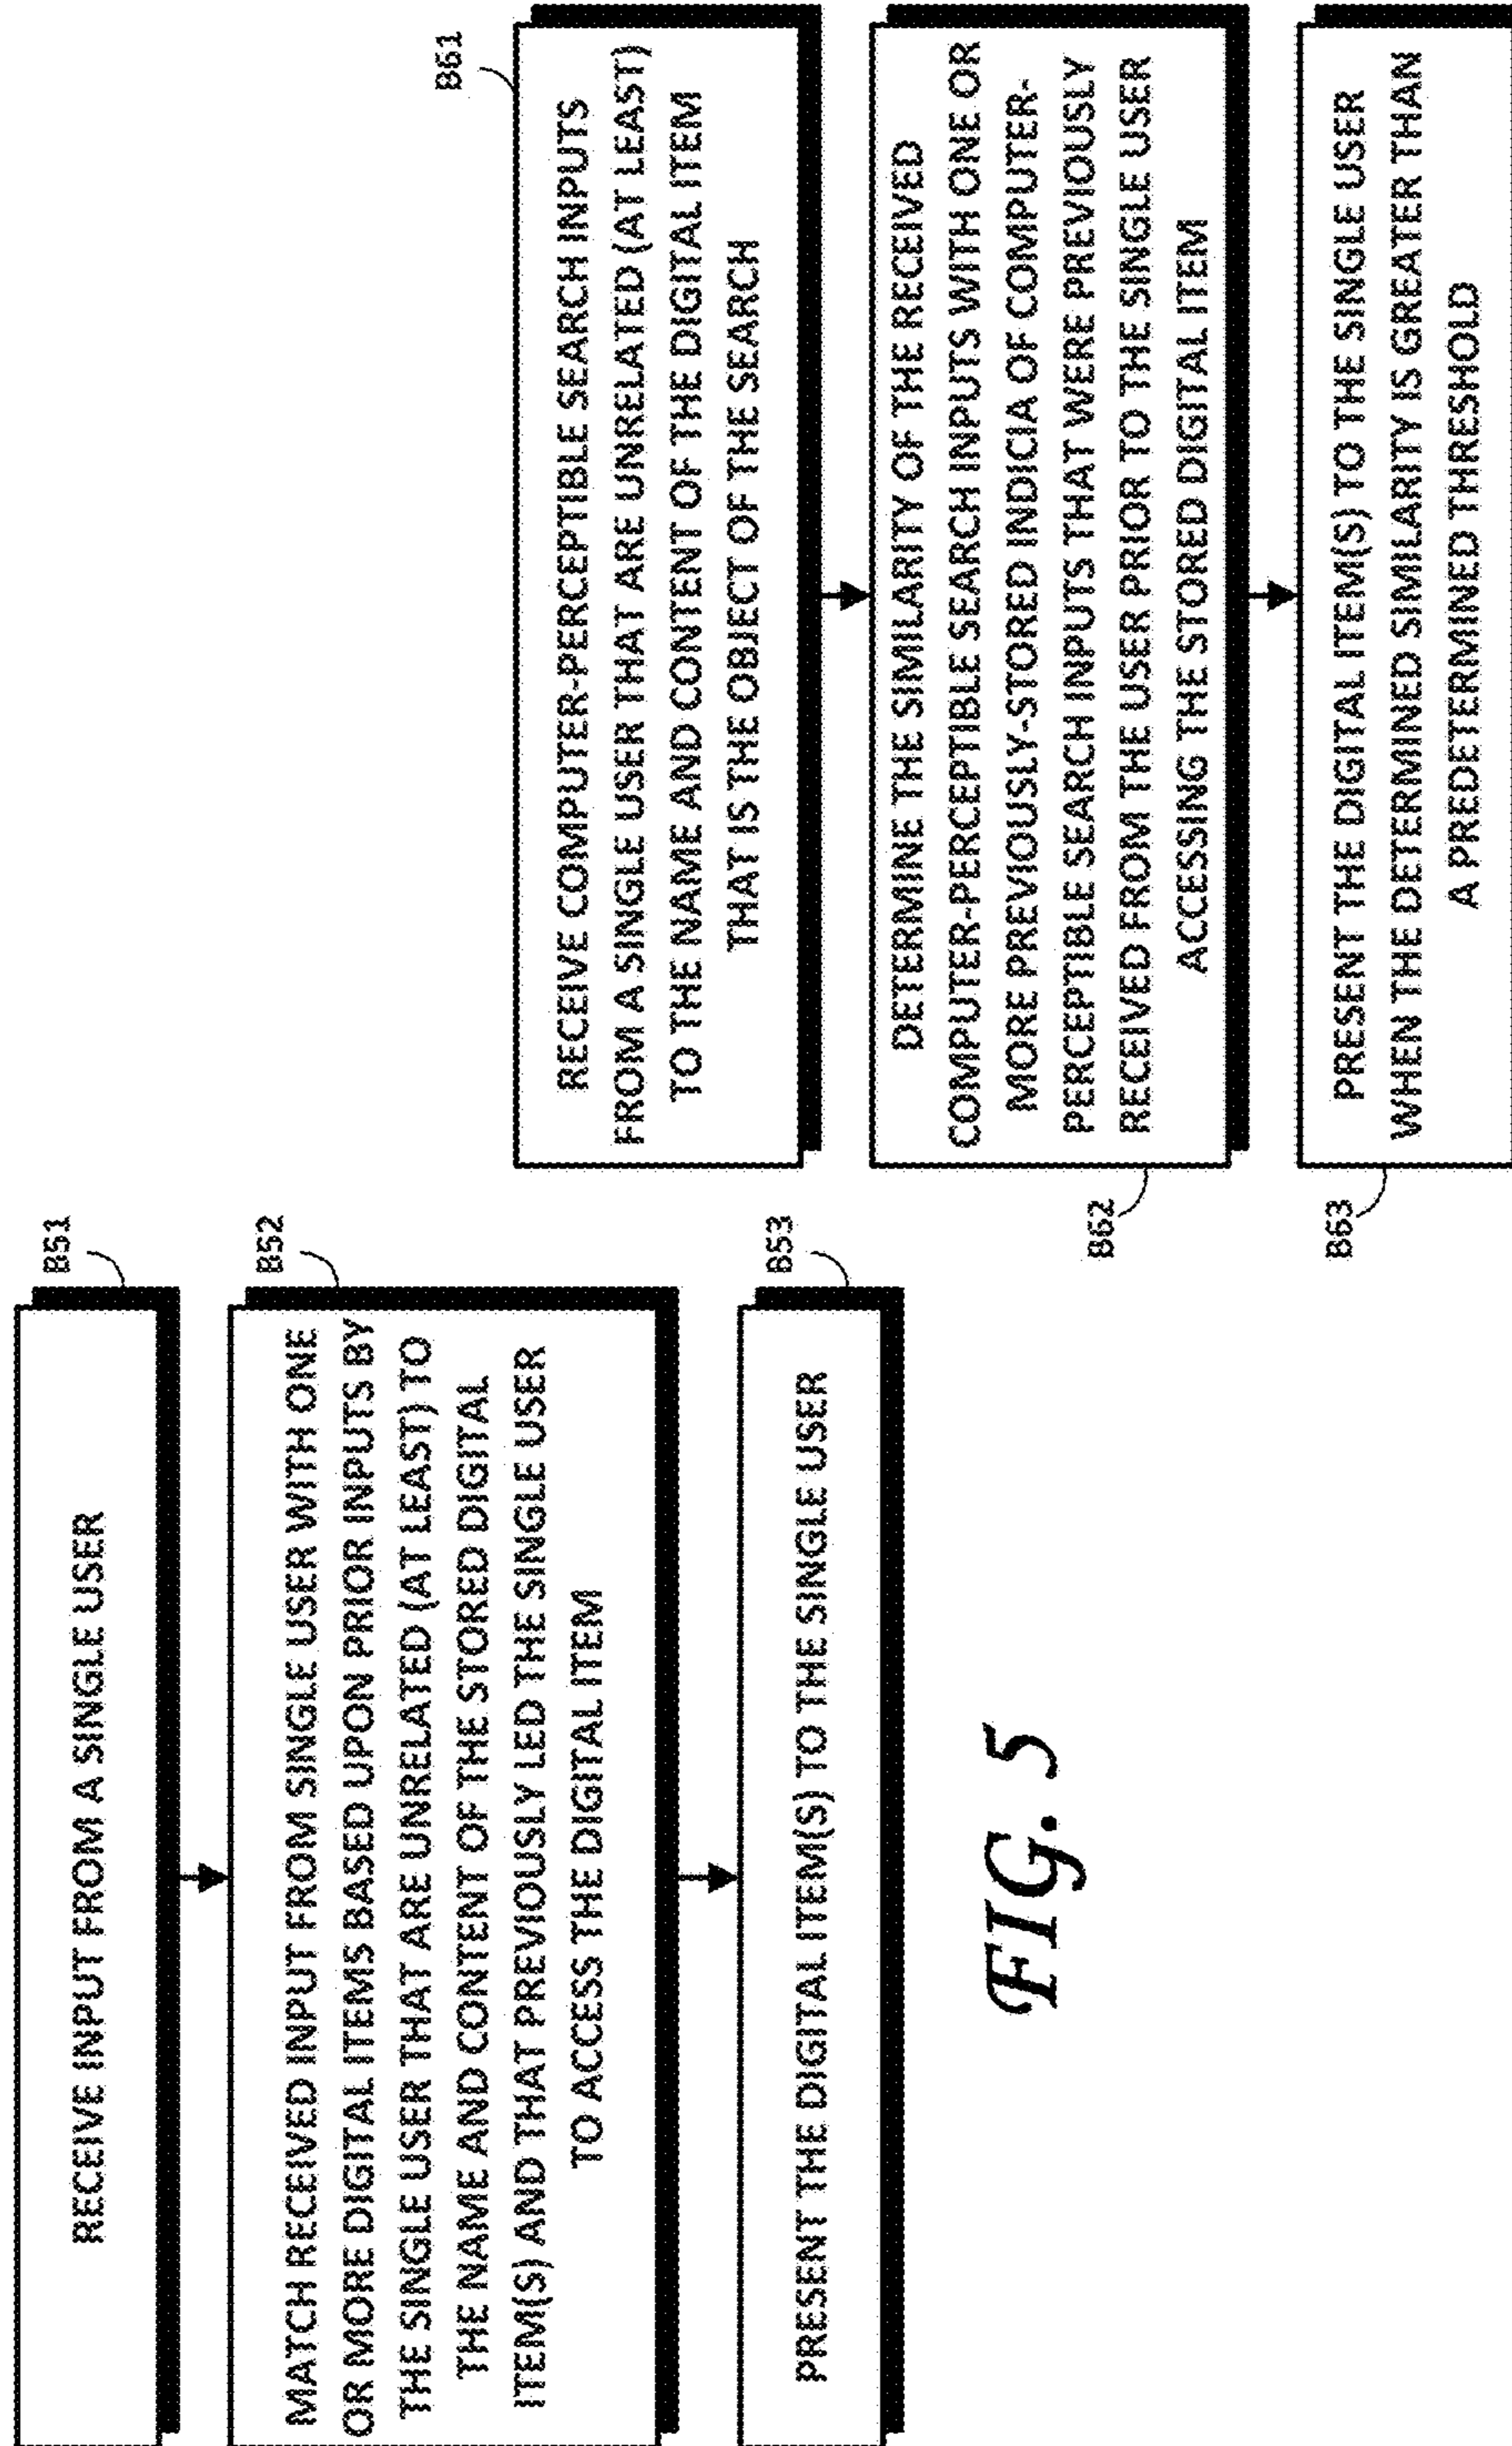 B51
RECEIVE INPUT FROM A SINGLE USER
B52
MATCH RECEIVED INPUT FROM SINGLE USER WITH ONE
OR MORE DIGITAL ITEMS BASED UPON PRIOR INPUTS BY
THE SINGLE USER THAT ARE UNRELATED (AT LEAST) TO
THE NAME AND CONTENT OF THE STORED DIGITAL
ITEM(S) AND THAT PREVIOUSLY LED THE SINGLE USER
TO ACCESS THE DIGITAL ITEM
B53
PRESENT THE DIGITAL ITEM(S) TO THE SINGLE USER
FIG. 5
B61
RECEIVE COMPUTER-PERCEPTIBLE SEARCH INPUTS
FROM A SINGLE USER THAT ARE UNRELATED (AT LEAST)
TO THE NAME AND CONTENT OF THE DIGITAL ITEM
THAT IS THE OBJECT OF THE SEARCH
B62
DETERMINE THE SIMILARITY OF THE RECEIVED
COMPUTER-PERCEPTIBLE SEARCH INPUTS WITH ONE OR
MORE PREVIOUSLY-STORED INDICIA OF COMPUTER-
PERCEPTIBLE SEARCH INPUTS THAT WERE PREVIOUSLY
RECEIVED FROM THE USER PRIOR TO THE SINGLE USER
ACCESSING THE STORED DIGITAL ITEM
B63
PRESENT THE DIGITAL ITEM(S) TO THE SINGLE USER
WHEN THE DETERMINED SIMILARITY IS GREATER THAN
A PREDETERMINED THRESHOLD